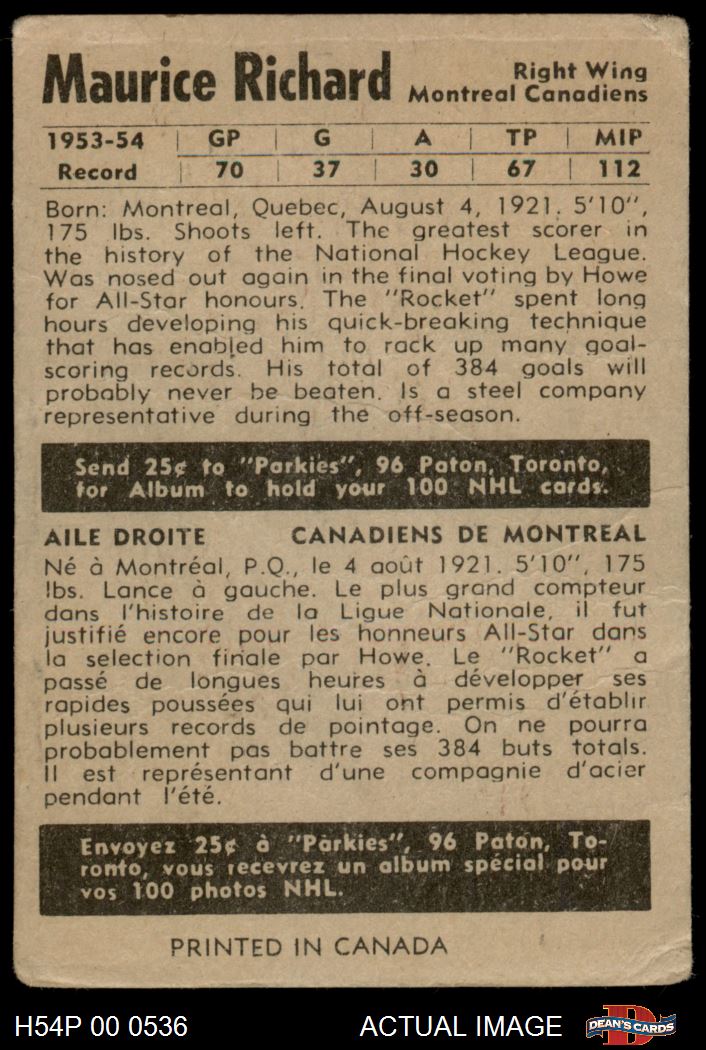 Maurice Richard Right Wing
Montreal Canadiens
1953-54 | GP | G | A | TP | MIP
Record | 70 | 37 | 30 | 67 | 112
Born: Montreal, Quebec, August 4, 1921. 5'10",
175 lbs. Shoots left. The greatest scorer in
the history of the National Hockey League.
Was nosed out again in the final voting by Howe
for All-Star honours. The "Rocket" spent long
hours developing his quick-breaking technique
that has enabled him to rack up many goal-
scoring records. His total of 384 goals will
probably never be beaten. Is a steel company
representative during the off-season.
Send 25¢ to "Parkies", 96 Paton, Toronto,
for Album to hold your 100 NHL cards.
AILE DROITE CANADIENS DE MONTREAL
Né à Montréal, P.Q., le 4 août 1921. 5'10", 175
lbs. Lance à gauche. Le plus grand compteur
dans l'histoire de la Ligue Nationale, il fut
justifié encore pour les honneurs All-Star dans
la selection finale par Howe. Le "Rocket" a
passé de longues heures à développer ses
rapides poussées qui lui ont permis d'établir
plusieurs records de pointage. On ne pourra
probablement pas battre ses 384 buts totals.
Il est représentant d'une compagnie d'acier
pendant l'été.
Envoyez 25¢ à "Parkies", 96 Paton, To-
ronto, vous recevrez un album spécial pour
vos 100 photos NHL.
PRINTED IN CANADA
H54P 00 0536 ACTUAL IMAGE D DEAN'S CARDS